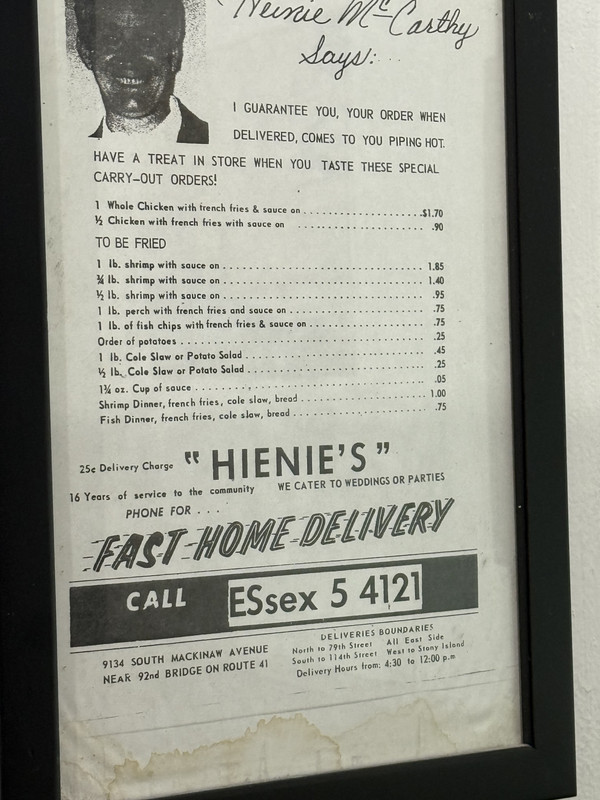 Heinie McCarthy
Says:
I GUARANTEE YOU, YOUR ORDER WHEN
DELIVERED, COMES TO YOU PIPING HOT.
HAVE A TREAT IN STORE WHEN YOU TASTE THESE SPECIAL
CARRY-OUT ORDERS!
1 Whole Chicken with french fries & sauce on . . . . . . . . . . $1.70
½ Chicken with french fries with sauce on .90
TO BE FRIED
1 lb. shrimp with sauce on . . . . . . . . . . 1.85
¾ lb. shrimp with sauce on . . . . . . . . . . 1.40
½ lb. shrimp with sauce on . . . . . . . . . . .95
1 lb. perch with french fries and sauce on . . . . . . . . . . .75
1 lb. of fish chips with french fries & sauce on . . . . . . . . . . .75
Order of potatoes . . . . . . . . . . .25
1 lb. Cole Slaw or Potato Salad . . . . . . . . . . .45
½ lb. Cole Slaw or Potato Salad . . . . . . . . . . .25
1¾ oz. Cup of sauce . . . . . . . . . . .05
Shrimp Dinner, french fries, cole slaw, bread . . . . . . . . . . 1.00
Fish Dinner, french fries, cole slaw, bread . . . . . . . . . . .75
25¢ Delivery Charge "HIENIE'S"
16 Years of service to the community WE CATER TO WEDDINGS OR PARTIES
PHONE FOR . . .
FAST HOME DELIVERY
CALL ESsex 5 4121
9134 SOUTH MACKINAW AVENUE
NEAR 92nd BRIDGE ON ROUTE 41
DELIVERIES BOUNDARIES
North to 79th Street All East Side
South to 114th Street West to Stony Island
Delivery Hours from: 4:30 to 12:00 p.m